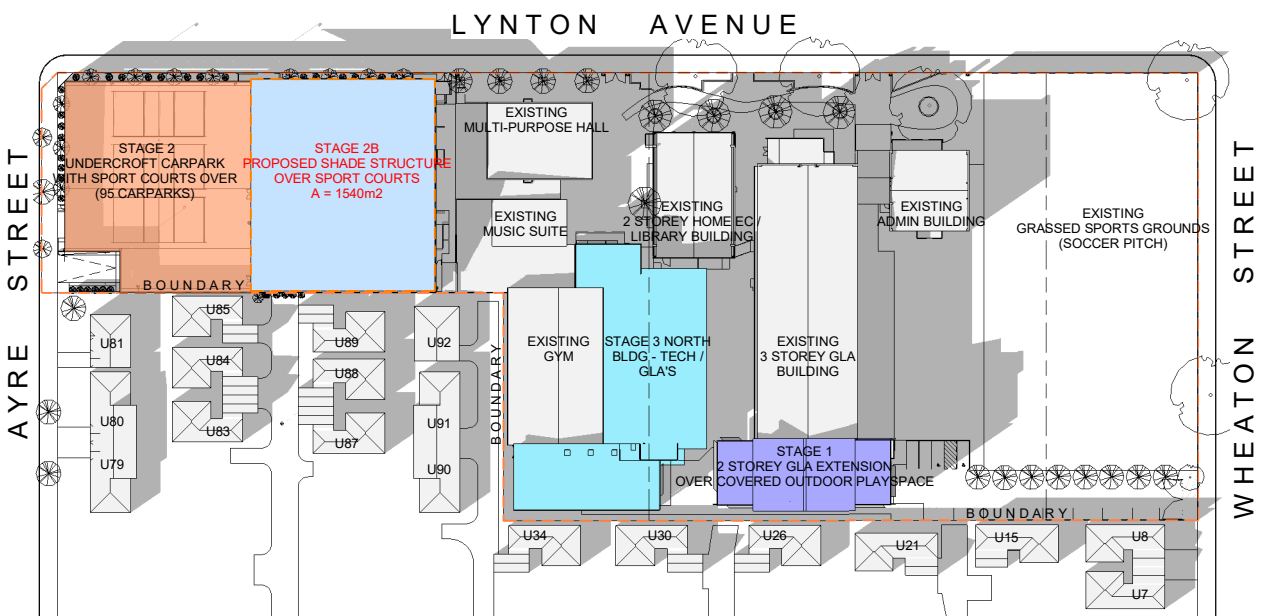 LYNTON AVENUE
AYRE STREET
WHEATON STREET
STAGE 2
UNDERCROFT CARPARK
WITH SPORT COURTS OVER
(95 CARPARKS)
STAGE 2B
PROPOSED SHADE STRUCTURE
OVER SPORT COURTS
A = 1540m2
EXISTING
MULTI-PURPOSE HALL
EXISTING
MUSIC SUITE
EXISTING
2 STOREY HOME EC /
LIBRARY BUILDING
EXISTING
ADMIN BUILDING
EXISTING
GRASSED SPORTS GROUNDS
(SOCCER PITCH)
BOUNDARY
EXISTING
GYM
STAGE 3 NORTH
BLDG - TECH /
GLA'S
EXISTING
3 STOREY GLA
BUILDING
BOUNDARY
STAGE 1
2 STOREY GLA EXTENSION
OVER COVERED OUTDOOR PLAYSPACE
BOUNDARY
U85
U81
U84
U80
U83
U79
U89
U88
U87
U92
U91
U90
U34
U30
U26
U21
U15
U8
U7